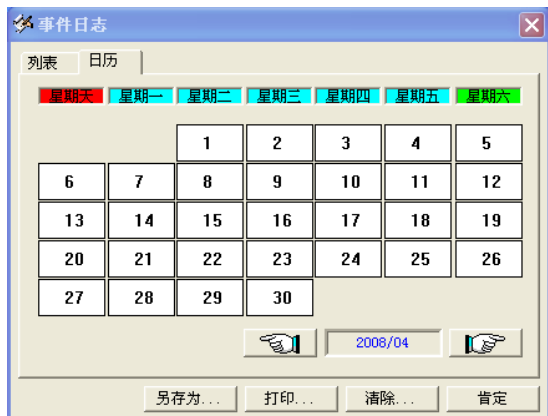 事件日志
列表 日历
星期天 星期一 星期二 星期三 星期四 星期五 星期六
1 2 3 4 5
6 7 8 9 10 11 12
13 14 15 16 17 18 19
20 21 22 23 24 25 26
27 28 29 30
2008/04
另存为... 打印... 清除... 肯定